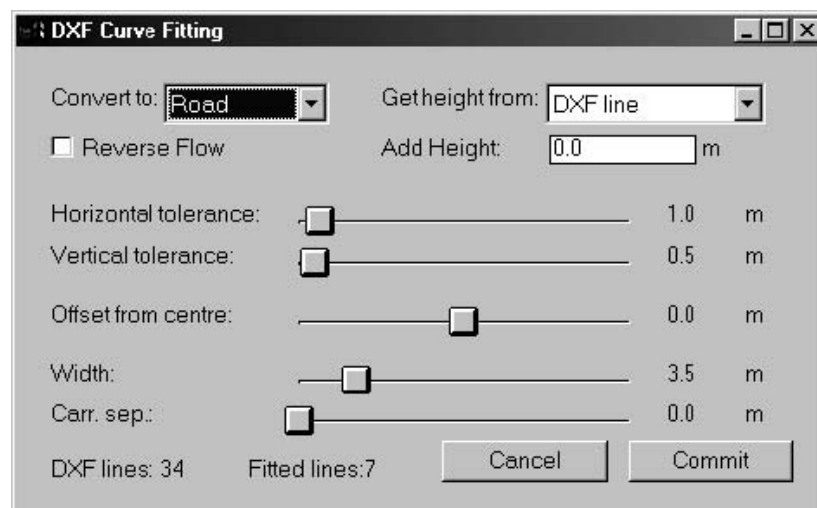 DXF Curve Fitting
Convert to: Road Get height from: DXF line
Reverse Flow Add Height: 0.0 m
Horizontal tolerance: 1.0 m
Vertical tolerance: 0.5 m
Offset from centre: 0.0 m
Width: 3.5 m
Carr. sep.: 0.0 m
DXF lines: 34 Fitted lines:7 Cancel Commit